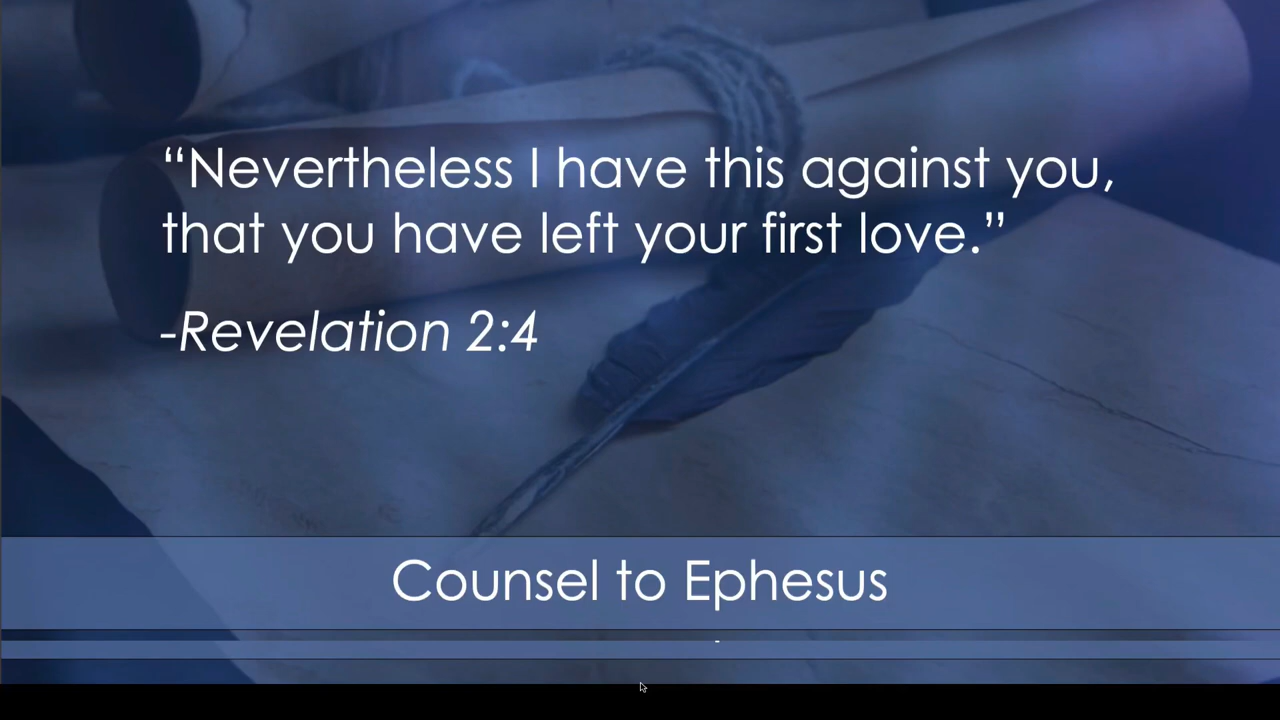 “Nevertheless I have this against you,
that you have left your first love.”
-Revelation 2:4
Counsel to Ephesus
-